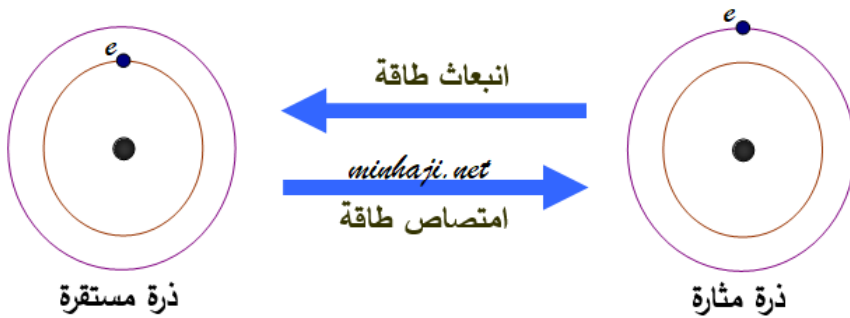 e
e
انبعاث طاقة
minhaji.net
امتصاص طاقة
ذرة مثارة
ذرة مستقرة